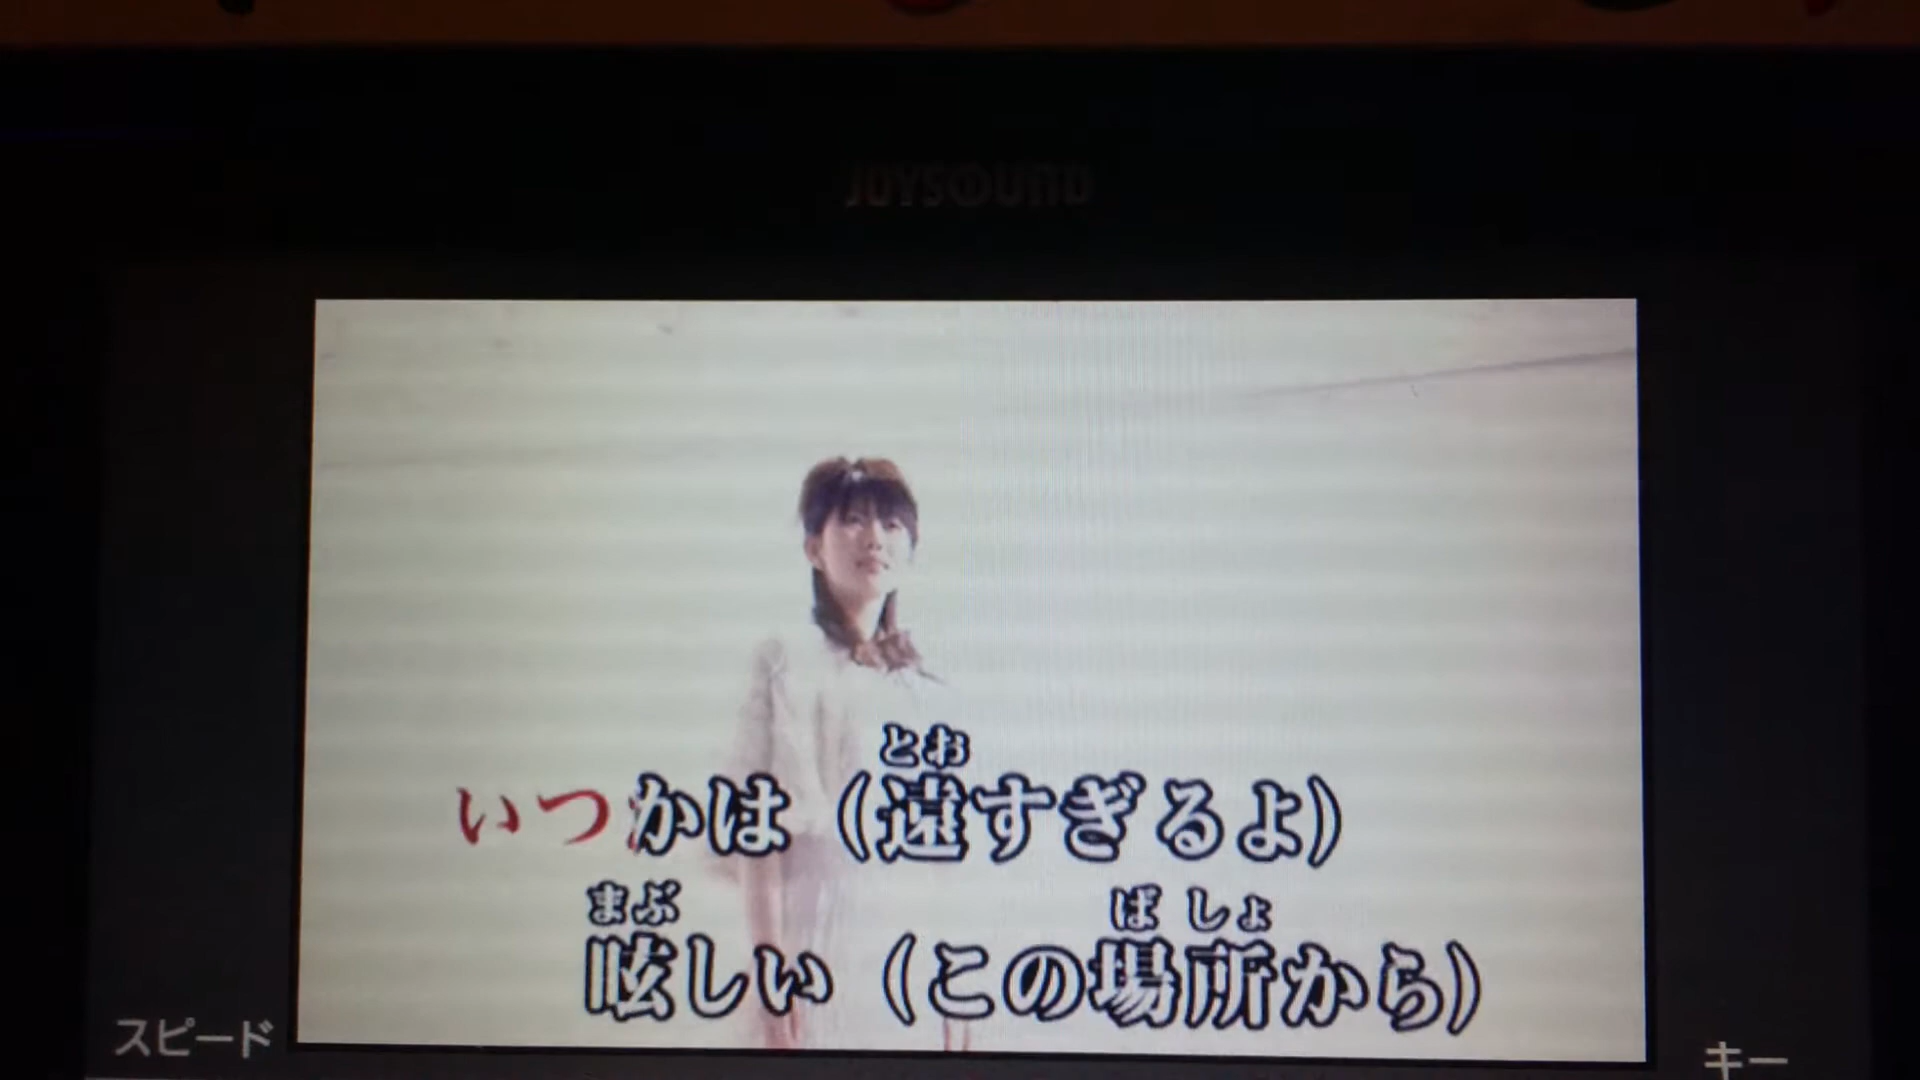 JOYSOUND
とお
いつかは（遠すぎるよ）
まぶ ばしょ
眩しい（この場所から）
スピード
キー